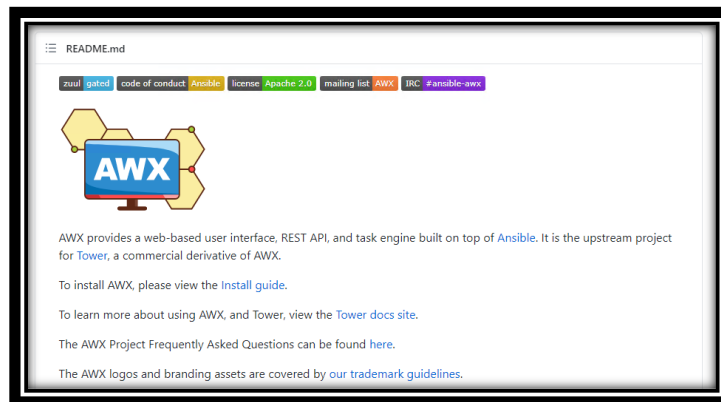 README.md
zuul gated code of conduct Ansible license Apache 2.0 mailing list AWX IRC #ansible-awx
AWX
AWX provides a web-based user interface, REST API, and task engine built on top of Ansible. It is the upstream project
for Tower, a commercial derivative of AWX.
To install AWX, please view the Install guide.
To learn more about using AWX, and Tower, view the Tower docs site.
The AWX Project Frequently Asked Questions can be found here.
The AWX logos and branding assets are covered by our trademark guidelines.